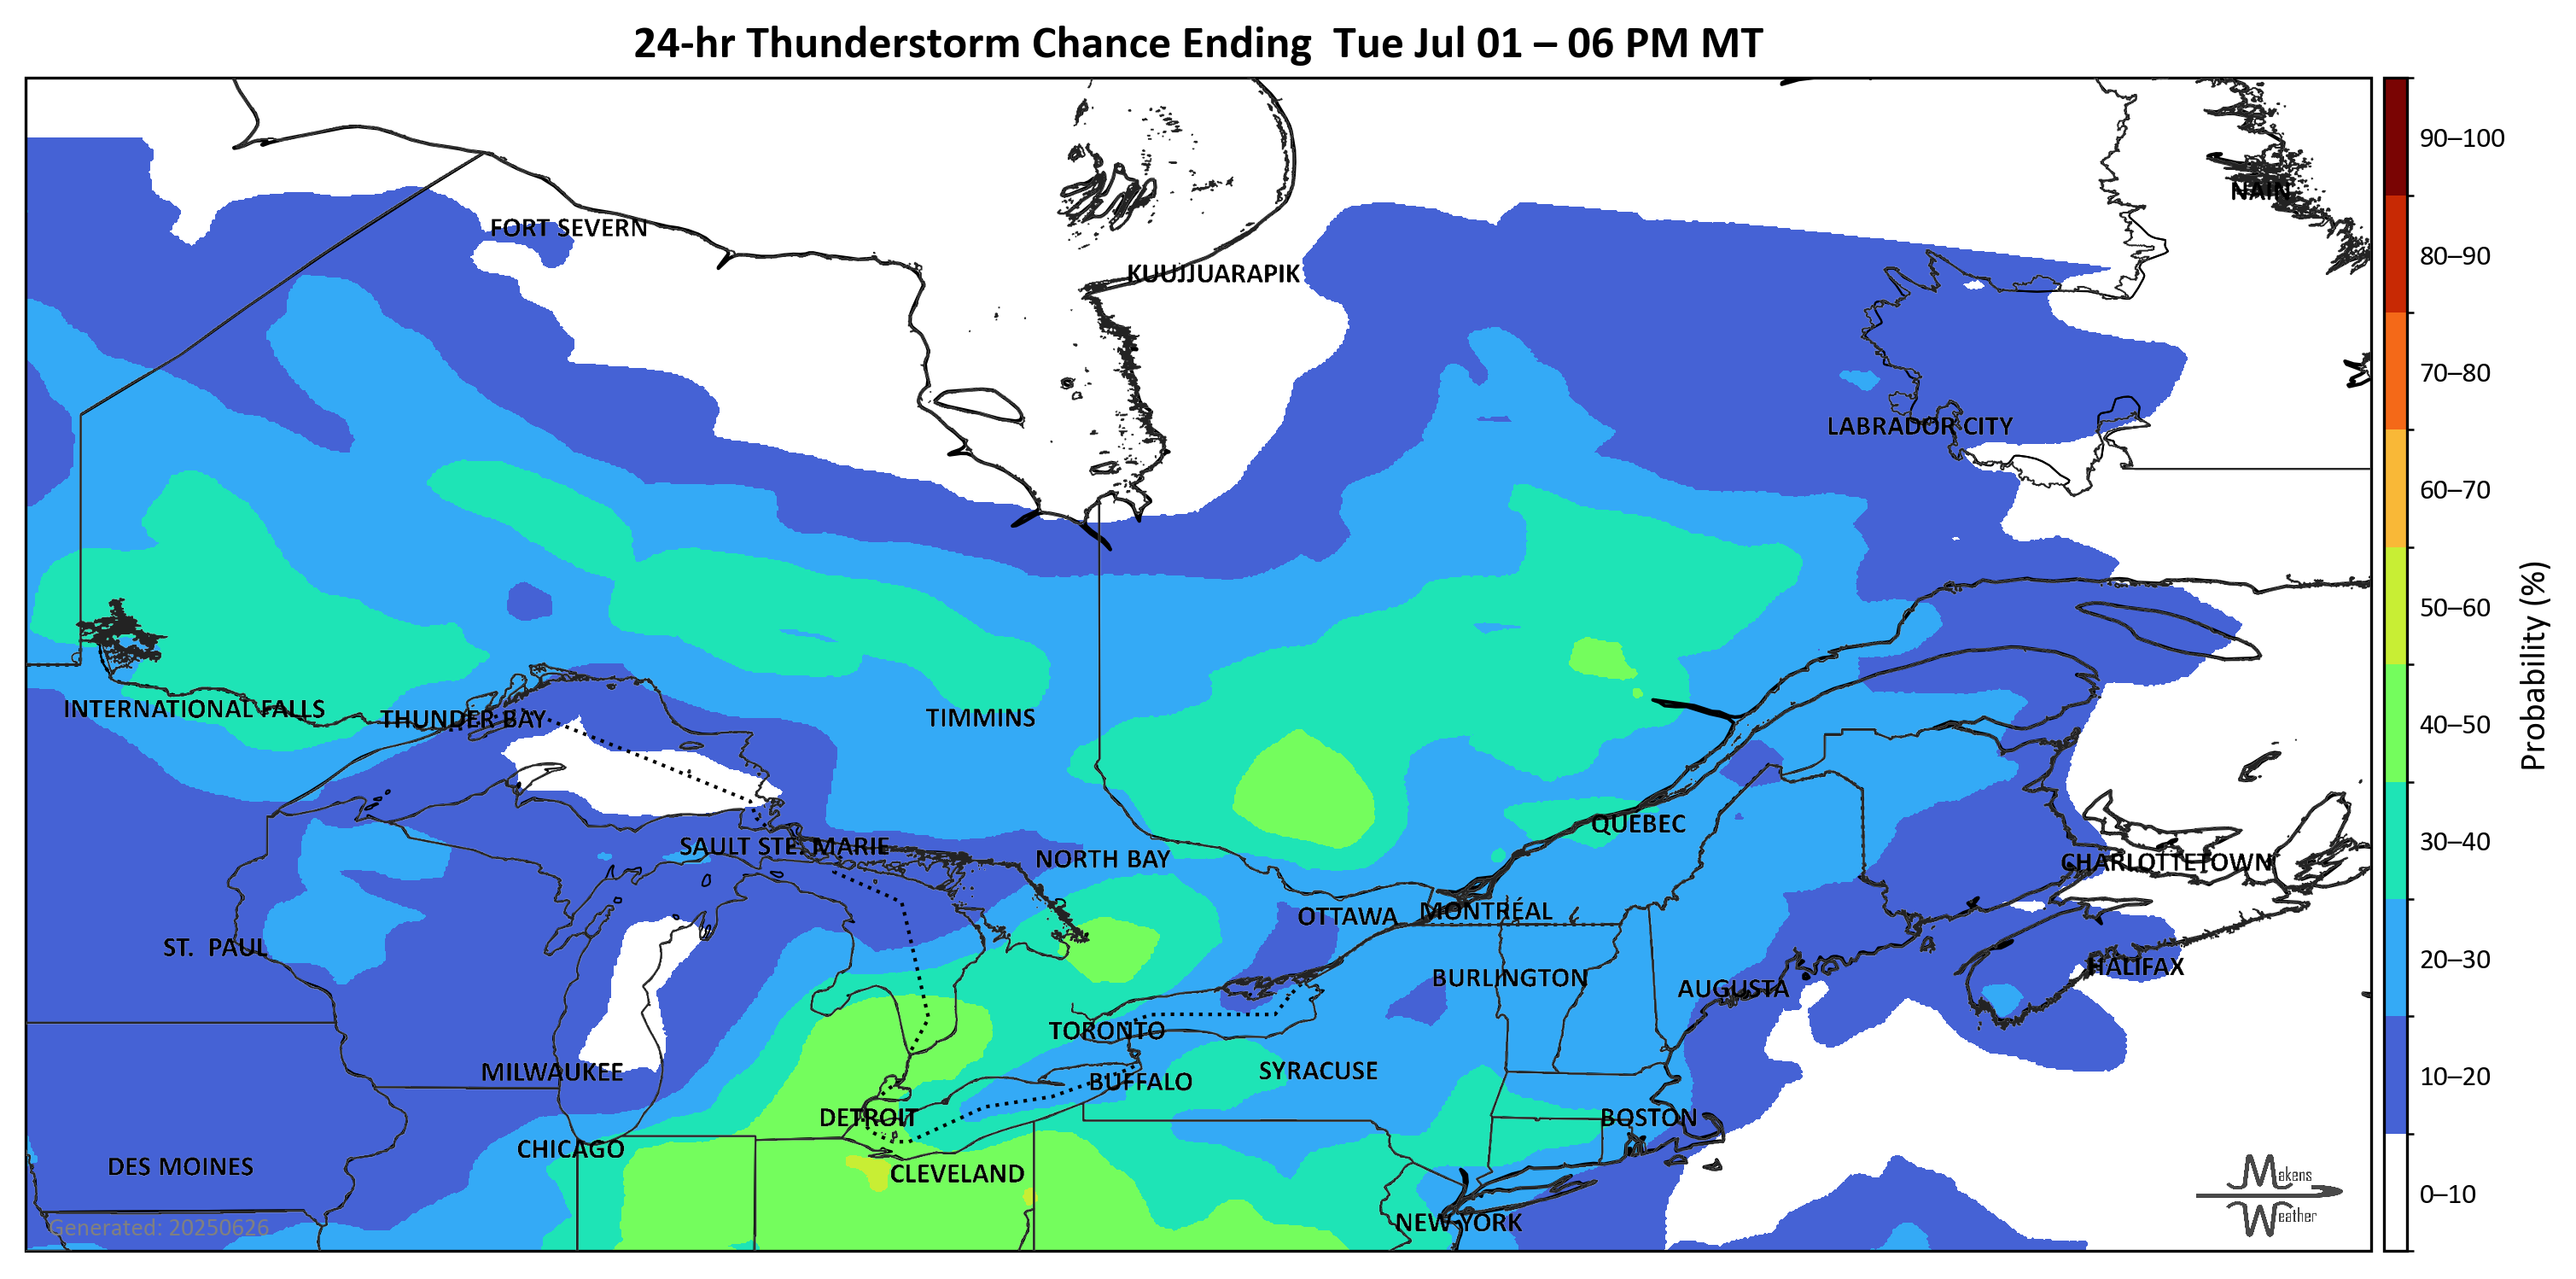 24-hr Thunderstorm Chance Ending  Tue Jul 01 – 06 PM MT
90–100
NAIN
FORT SEVERN
80–90
KUUJJUARAPIK
70–80
LABRADOR CITY
60–70
50–60
Probability (%)
INTERNATIONAL FALLS
THUNDER BAY
TIMMINS
40–50
QUEBEC
30–40
SAULT STE. MARIE
NORTH BAY
CHARLOTTETOWN
OTTAWA
MONTRÉAL
ST.  PAUL
20–30
HALIFAX
BURLINGTON
AUGUSTA
TORONTO
MILWAUKEE
SYRACUSE
10–20
BUFFALO
DETROIT
BOSTON
CHICAGO
DES MOINES
CLEVELAND
Makens
Weather
0–10
NEW YORK
Generated: 20250626